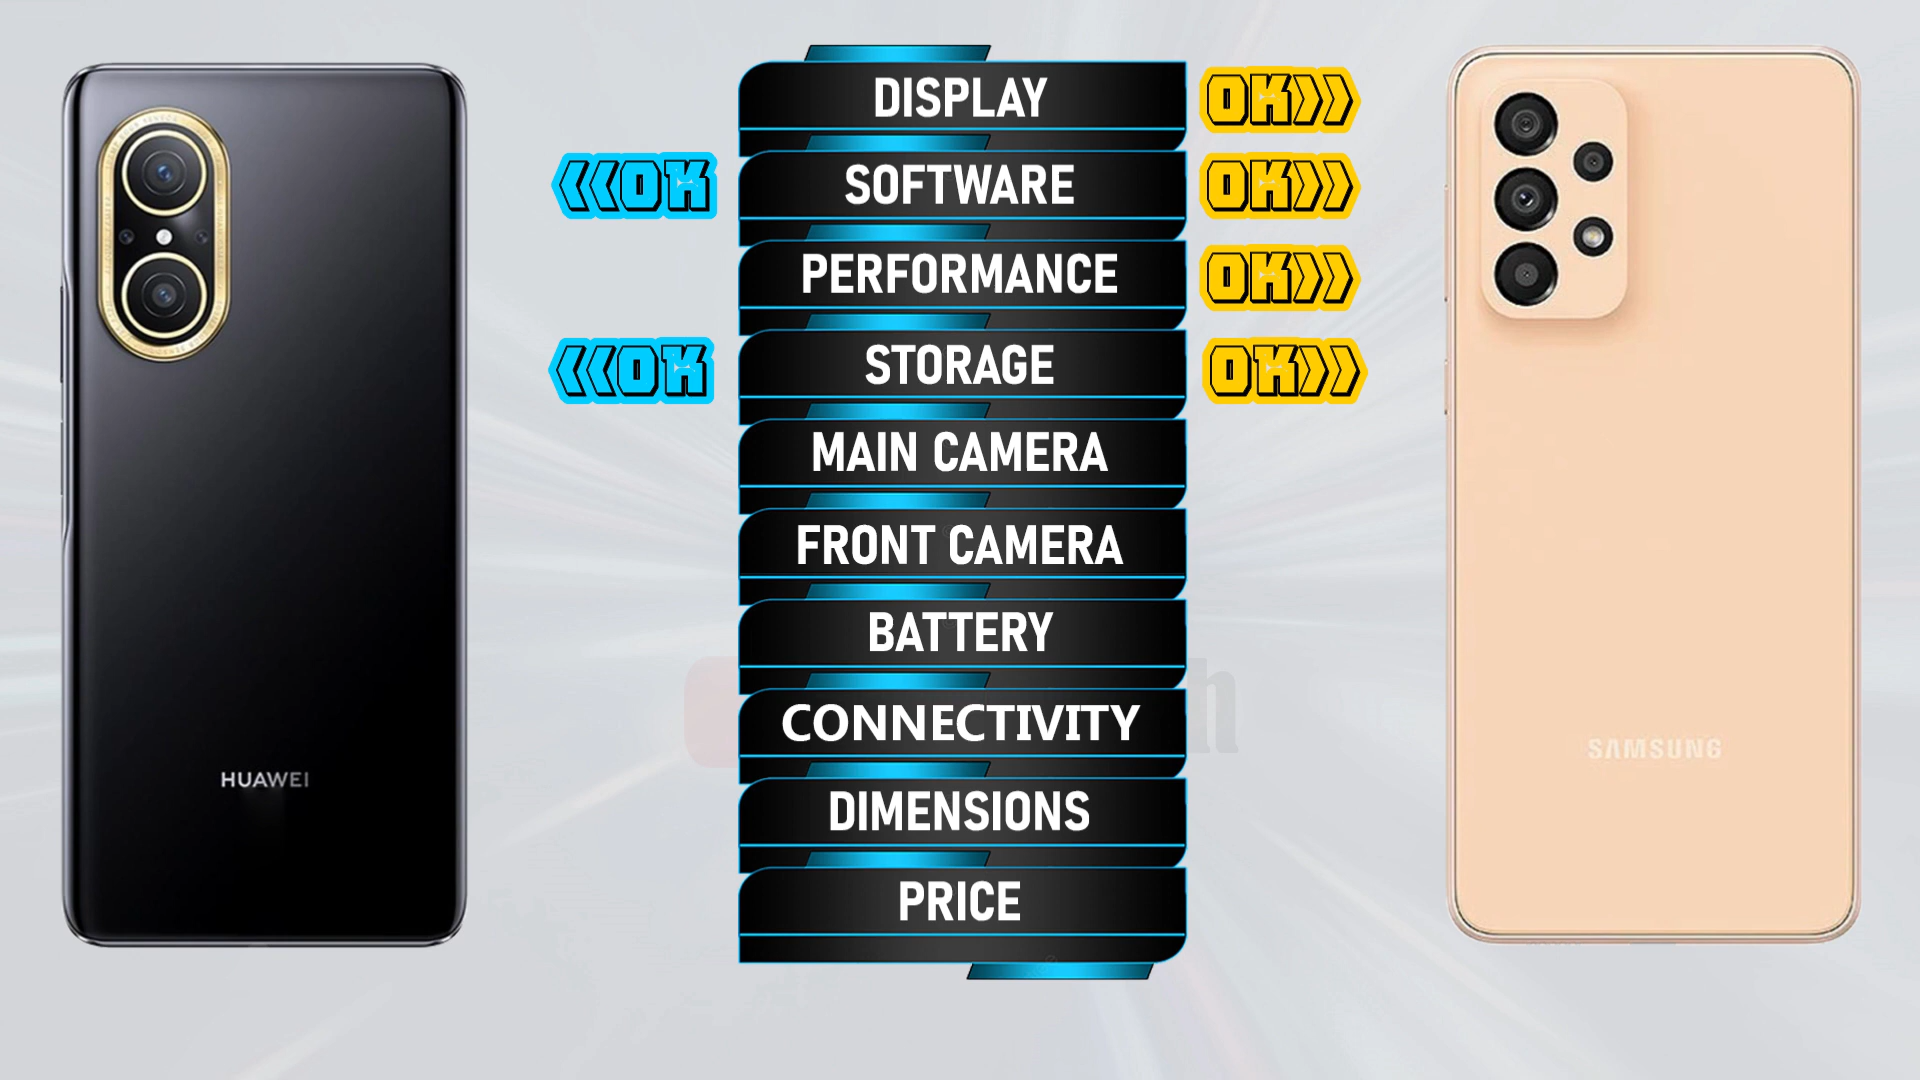 DISPLAY OK
OK SOFTWARE OK
PERFORMANCE OK
OK STORAGE OK
MAIN CAMERA
FRONT CAMERA
BATTERY
CONNECTIVITY
DIMENSIONS
PRICE
HUAWEI
SAMSUNG